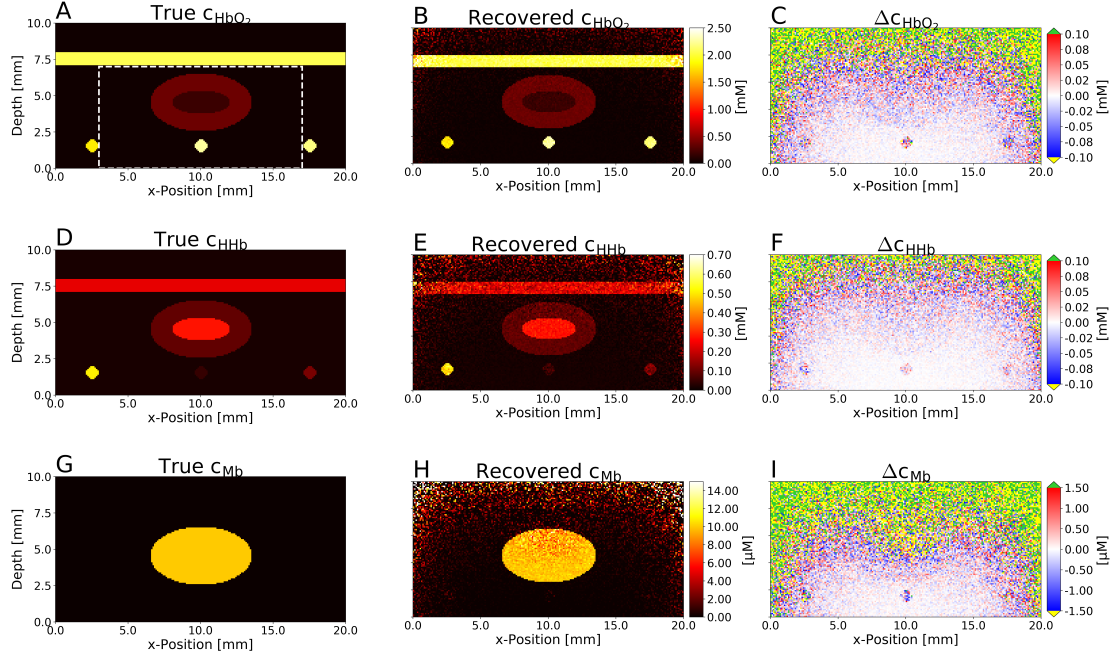 A True c_HbO₂
B Recovered c_HbO₂
C Δc_HbO₂
10.0 7.5 5.0 2.5 0.0
Depth [mm]
0.0 5.0 10.0 15.0 20.0
x-Position [mm]
0.0 5.0 10.0 15.0 20.0
x-Position [mm]
2.50 2.00 1.50 1.00 0.50 0.00
[mM]
0.0 5.0 10.0 15.0 20.0
x-Position [mm]
0.10 0.08 0.03 0.00 -0.03 -0.08 -0.10
[mM]
D True c_HHb
E Recovered c_HHb
F Δc_HHb
10.0 7.5 5.0 2.5 0.0
Depth [mm]
0.0 5.0 10.0 15.0 20.0
x-Position [mm]
0.0 5.0 10.0 15.0 20.0
x-Position [mm]
0.70 0.60 0.50 0.40 0.30 0.20 0.10 0.00
[mM]
0.0 5.0 10.0 15.0 20.0
x-Position [mm]
0.10 0.08 0.03 0.00 -0.03 -0.08 -0.10
[mM]
G True c_Mb
H Recovered c_Mb
I Δc_Mb
10.0 7.5 5.0 2.5 0.0
Depth [mm]
0.0 5.0 10.0 15.0 20.0
x-Position [mm]
0.0 5.0 10.0 15.0 20.0
x-Position [mm]
14.00 12.00 10.00 8.00 6.00 4.00 2.00 0.00
[µM]
0.0 5.0 10.0 15.0 20.0
x-Position [mm]
1.50 1.00 0.50 0.00 -0.50 -1.00 -1.50
[µM]